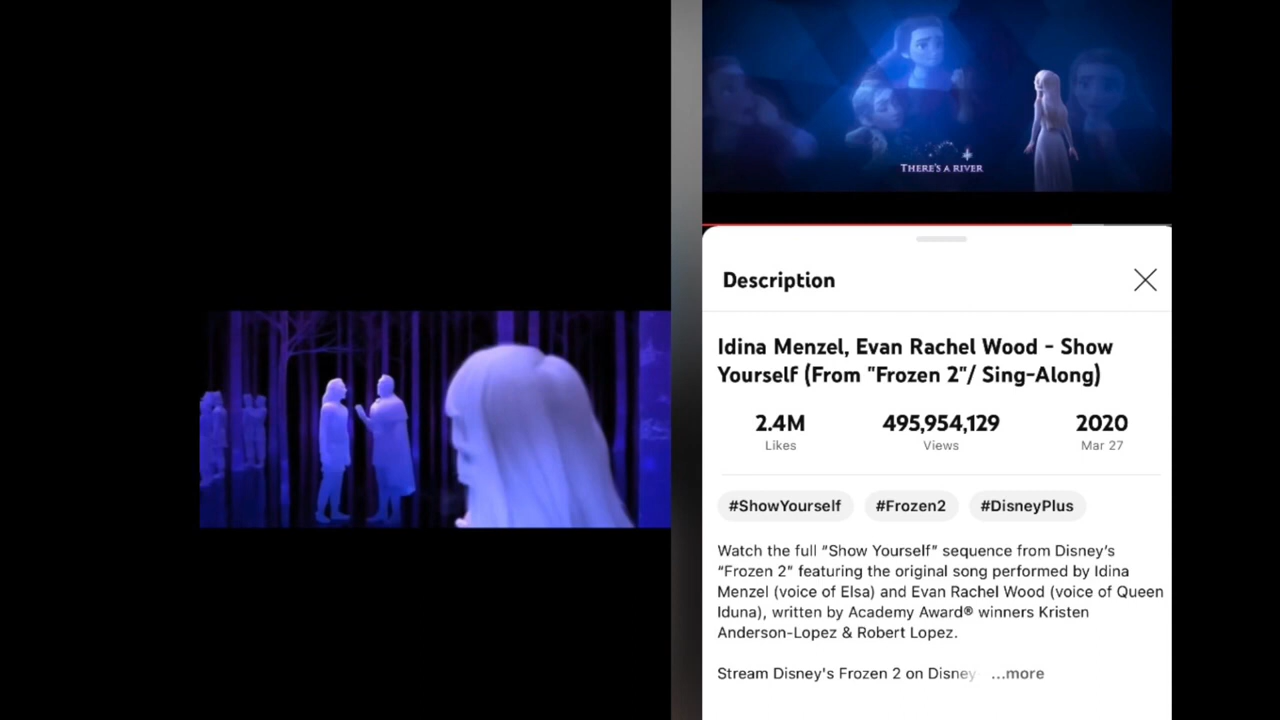 THERE'S A RIVER
Description
Idina Menzel, Evan Rachel Wood - Show
Yourself (From "Frozen 2"/ Sing-Along)
2.4M 495,954,129 2020
Likes Views Mar 27
#ShowYourself #Frozen2 #DisneyPlus
Watch the full “Show Yourself” sequence from Disney’s
“Frozen 2” featuring the original song performed by Idina
Menzel (voice of Elsa) and Evan Rachel Wood (voice of Queen
Iduna), written by Academy Award® winners Kristen
Anderson-Lopez & Robert Lopez.
Stream Disney's Frozen 2 on Disney ...more